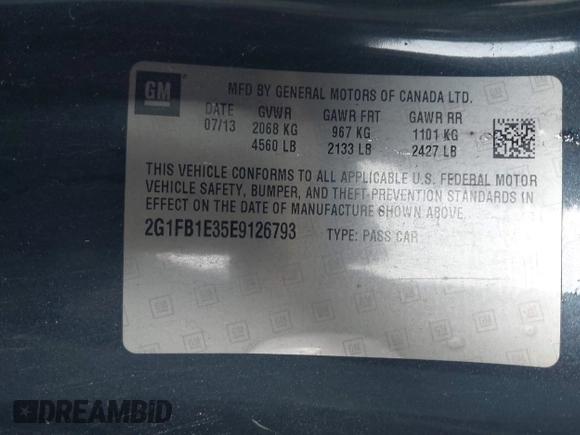 GM
MFD BY GENERAL MOTORS OF CANADA LTD.
DATE GVWR GAWR FRT GAWR RR
07/13 2068 KG 967 KG 1101 KG
4560 LB 2133 LB 2427 LB
THIS VEHICLE CONFORMS TO ALL APPLICABLE U.S. FEDERAL MOTOR
VEHICLE SAFETY, BUMPER, AND THEFT PREVENTION STANDARDS IN
EFFECT ON THE DATE OF MANUFACTURE SHOWN ABOVE.
2G1FB1E35E9126793 TYPE: PASS CAR
DREAMBID